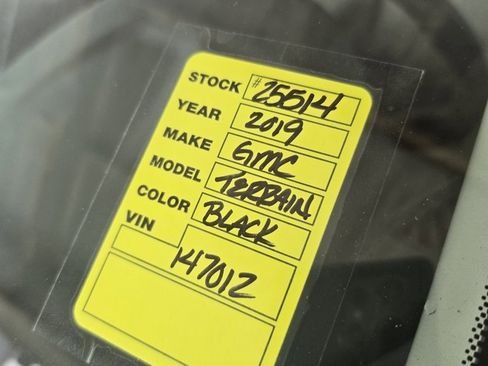 STOCK #25514
YEAR 2019
MAKE GMC
MODEL TERRAIN
COLOR BLACK
VIN
147012